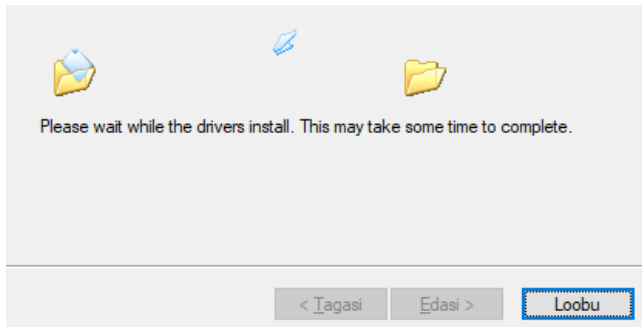 Please wait while the drivers install. This may take some time to complete.
< Tagasi
Edasi >
Loobu